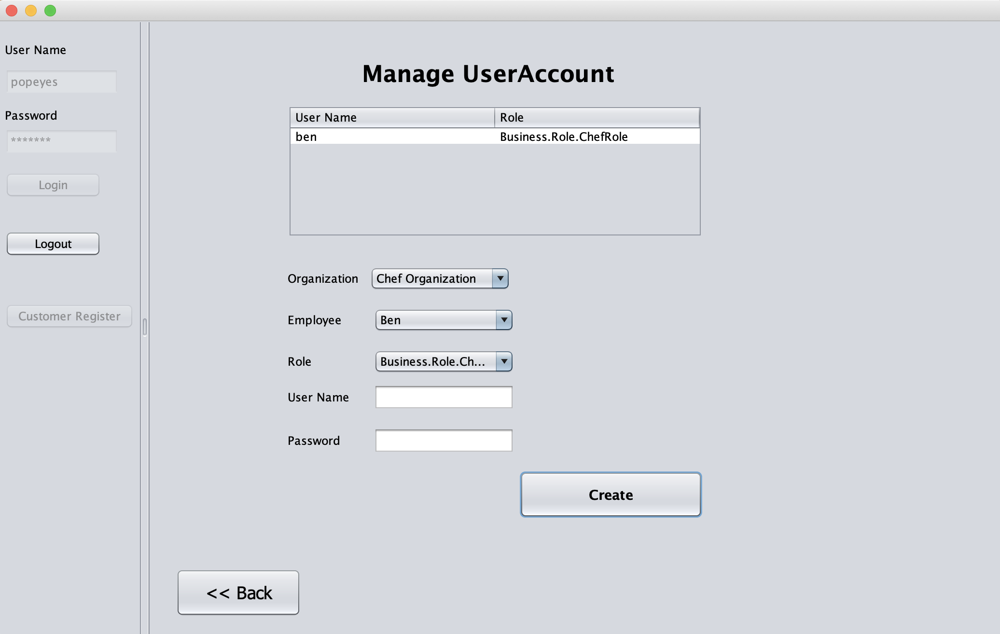 User Name
popeyes
Password
*******
Login
Logout
Customer Register
Manage UserAccount
User Name Role
ben Business.Role.ChefRole
Organization Chef Organization
Employee Ben
Role Business.Role.Ch...
User Name
Password
Create
<< Back